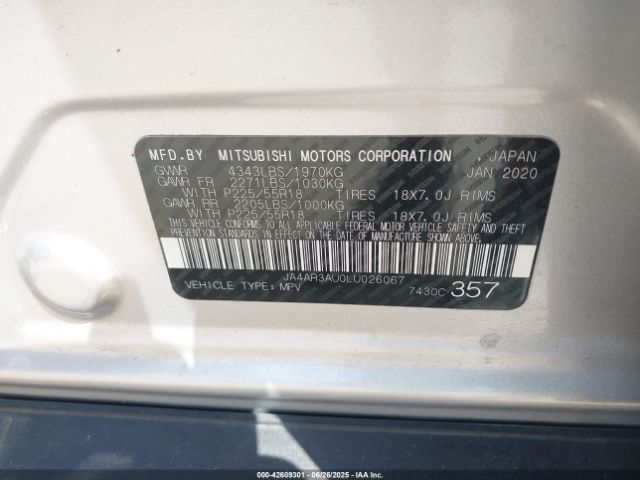 MFD.BY MITSUBISHI MOTORS CORPORATION JAPAN
GVWR 4343LBS/1970KG JAN 2020
GAWR FR 2271LBS/1030KG
WITH P225/55R18 TIRES 18X7.0J RIMS
GAWR RR 2205LBS/1000KG
WITH P225/55R18 TIRES 18X7.0J RIMS
THIS VEHICLE CONFORMS TO ALL APPLICABLE FEDERAL MOTOR VEHICLE SAFETY AND THEFT
PREVENTION STANDARDS IN EFFECT ON THE DATE OF MANUFACTURE SHOWN ABOVE.
JA4AR3AU0LU026067
VEHICLE TYPE: MPV 7430C 357
000-42609301 - 06/26/2025 - IAAI.com